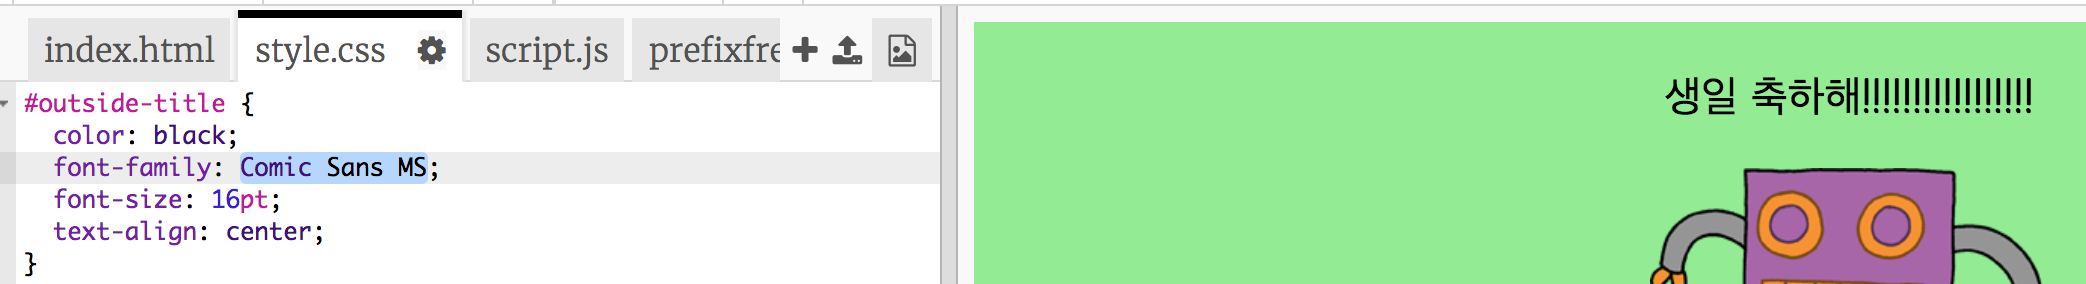 index.html
style.css
script.js
prefixfre
#outside-title {
color: black;
font-family: Comic Sans MS;
font-size: 16pt;
text-align: center;
}
생일 축하해!!!!!!!!!!!!!!!!!